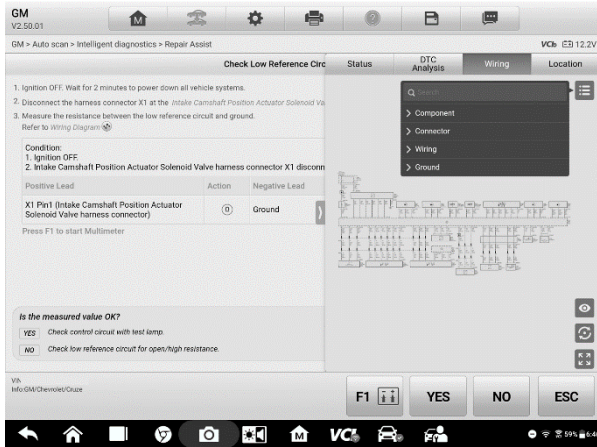 GM
V2.50.01
GM > Auto scan > Intelligent diagnostics > Repair Assist
VCI 12.2V
Check Low Reference Circ
Status
DTC
Analysis
Wiring
Location
1. Ignition OFF. Wait for 2 minutes to power down all vehicle systems.
2. Disconnect the harness connector X1 at the Intake Camshaft Position Actuator Solenoid Va
3. Measure the resistance between the low reference circuit and ground.
Refer to Wiring Diagram
Search
> Component
> Connector
> Wiring
> Ground
Condition:
1. Ignition OFF.
2. Intake Camshaft Position Actuator Solenoid Valve harness connector X1 disconn
Positive Lead
Action
Negative Lead
X1 Pin1 (Intake Camshaft Position Actuator
Solenoid Valve harness connector)
Ground
Press F1 to start Multimeter
Is the measured value OK?
YES Check control circuit with test lamp.
NO Check low reference circuit for open/high resistance.
VIN
Info:GM/Chevrolet/Cruze
F1
YES
NO
ESC
VCI
59%